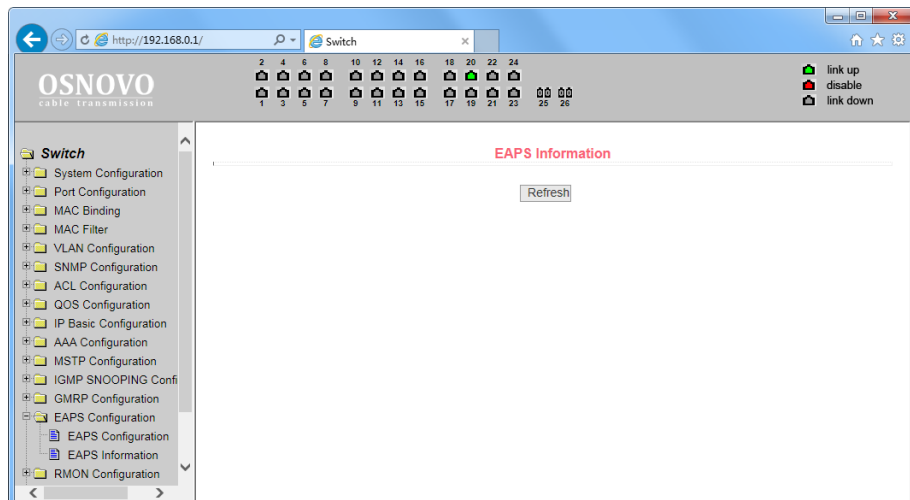 http://192.168.0.1/
Switch
OSNOVO
cable transmission
2 4 6 8 10 12 14 16 18 20 22 24
1 3 5 7 9 11 13 15 17 19 21 23 25 26
link up
disable
link down
Switch
System Configuration
Port Configuration
MAC Binding
MAC Filter
VLAN Configuration
SNMP Configuration
ACL Configuration
QOS Configuration
IP Basic Configuration
AAA Configuration
MSTP Configuration
IGMP SNOOPING Confi
GMRP Configuration
EAPS Configuration
EAPS Configuration
EAPS Information
RMON Configuration
EAPS Information
Refresh